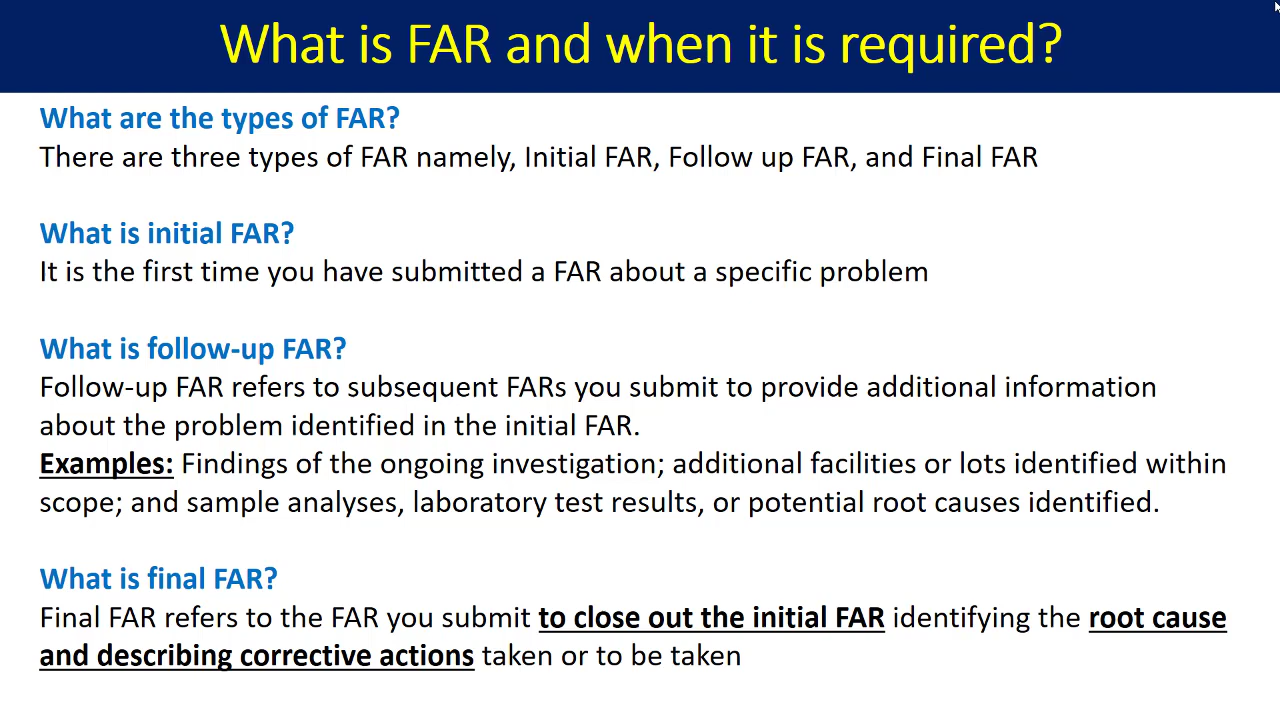 What is FAR and when it is required?
What are the types of FAR?
There are three types of FAR namely, Initial FAR, Follow up FAR, and Final FAR
What is initial FAR?
It is the first time you have submitted a FAR about a specific problem
What is follow-up FAR?
Follow-up FAR refers to subsequent FARs you submit to provide additional information
about the problem identified in the initial FAR.
Examples: Findings of the ongoing investigation; additional facilities or lots identified within
scope; and sample analyses, laboratory test results, or potential root causes identified.
What is final FAR?
Final FAR refers to the FAR you submit to close out the initial FAR identifying the root cause
and describing corrective actions taken or to be taken